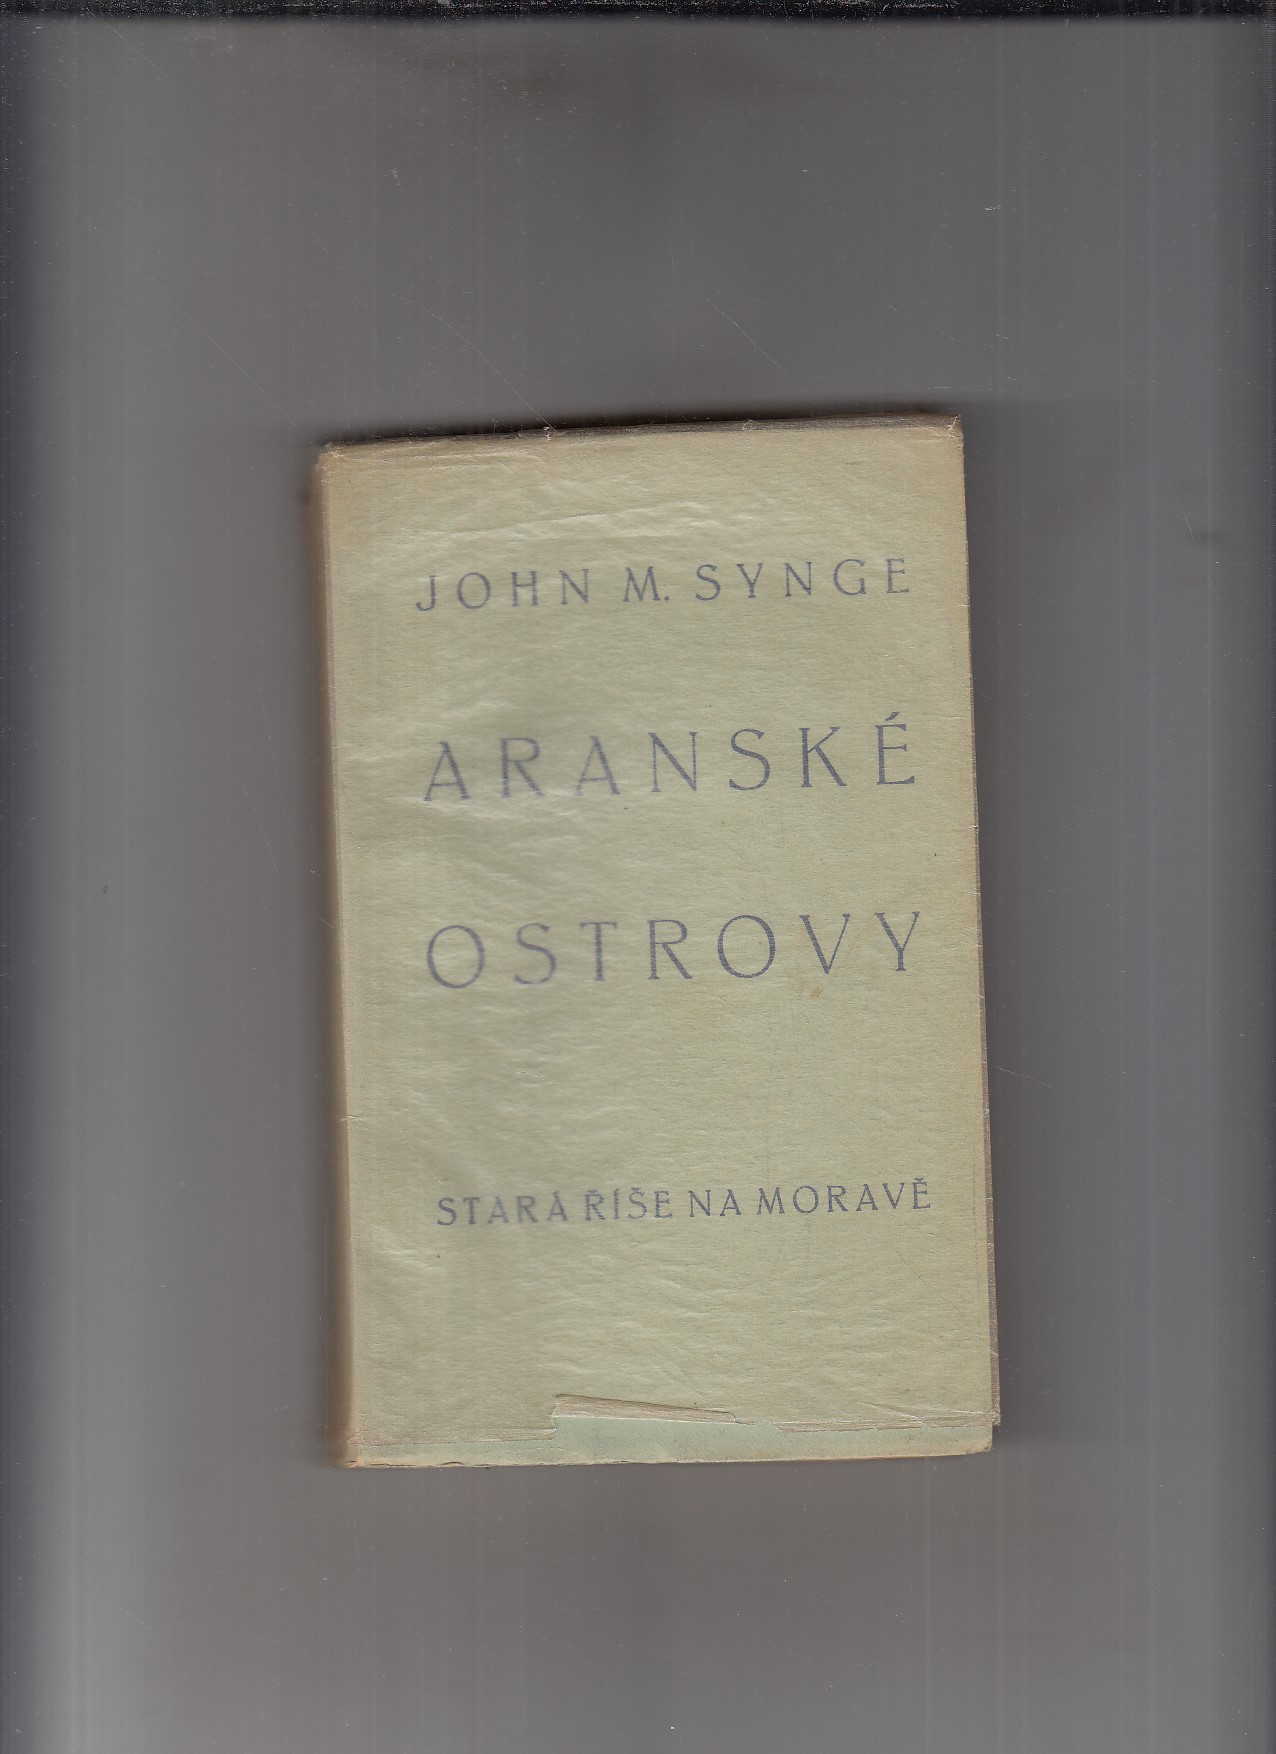 JOHN M. SYNGE
ARANSKÉ
OSTROVY
STARÁ ŘÍŠE NA MORAVĚ